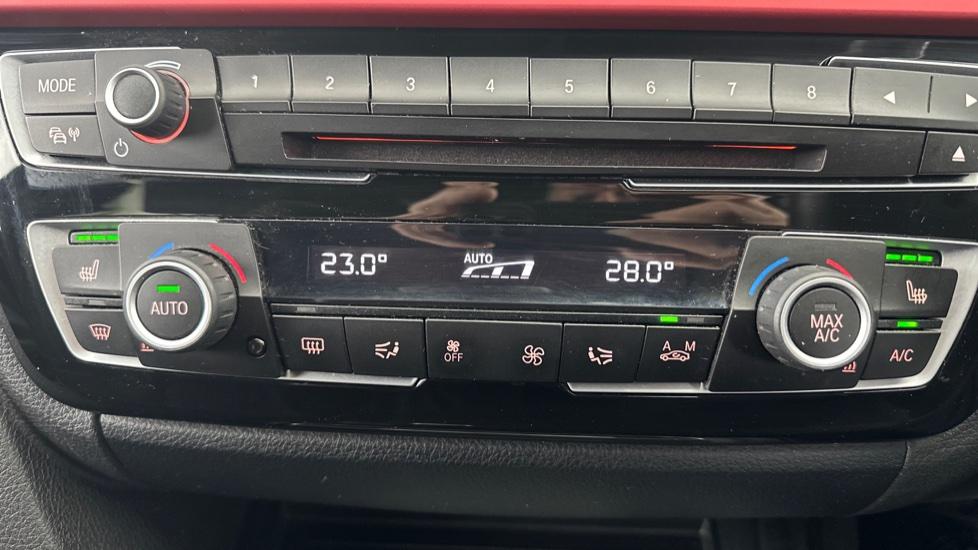 MODE 1 2 3 4 5 6 7 8
23.0° AUTO 28.0°
AUTO
MAX
A/C
OFF
A M
A/C